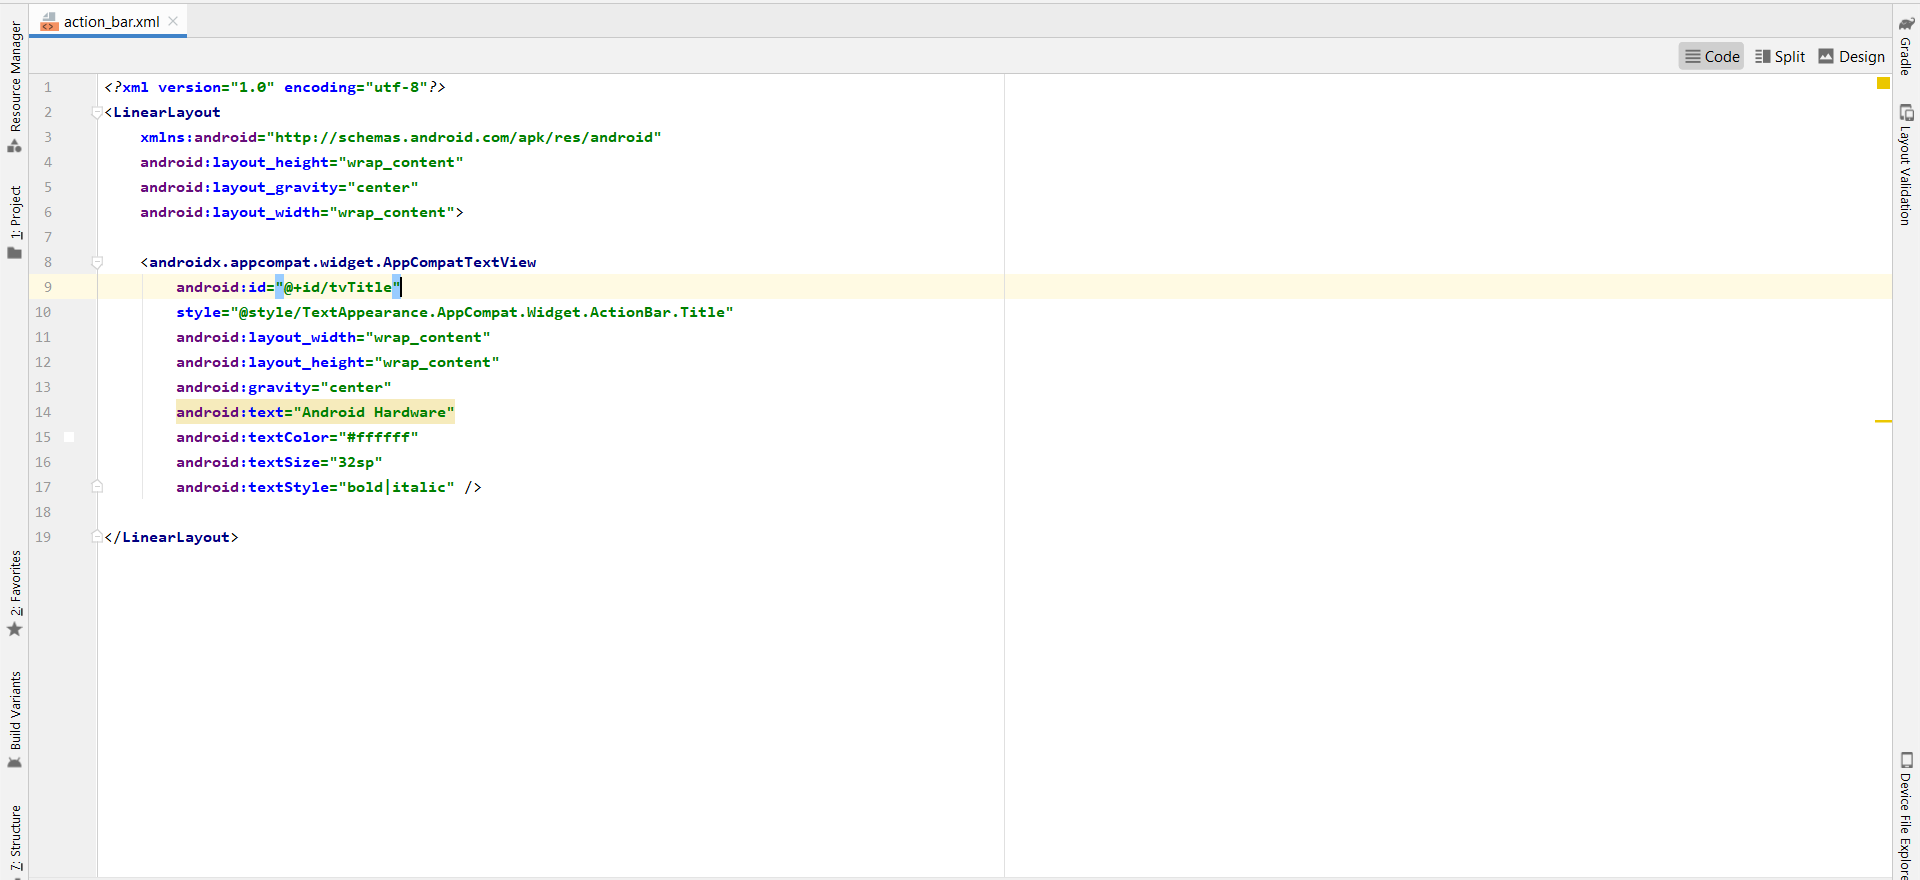 action_bar.xml
Code
Split
Design
1 <?xml version="1.0" encoding="utf-8"?>
2 <LinearLayout
3 xmlns:android="http://schemas.android.com/apk/res/android"
4 android:layout_height="wrap_content"
5 android:layout_gravity="center"
6 android:layout_width="wrap_content">
7
8 <androidx.appcompat.widget.AppCompatTextView
9 android:id="@+id/tvTitle"
10 style="@style/TextAppearance.AppCompat.Widget.ActionBar.Title"
11 android:layout_width="wrap_content"
12 android:layout_height="wrap_content"
13 android:gravity="center"
14 android:text="Android Hardware"
15 android:textColor="#ffffff"
16 android:textSize="32sp"
17 android:textStyle="bold|italic" />
18
19 </LinearLayout>
Resource Manager
1: Project
2: Favorites
Build Variants
7: Structure
Gradle
Layout Validation
Device File Explore